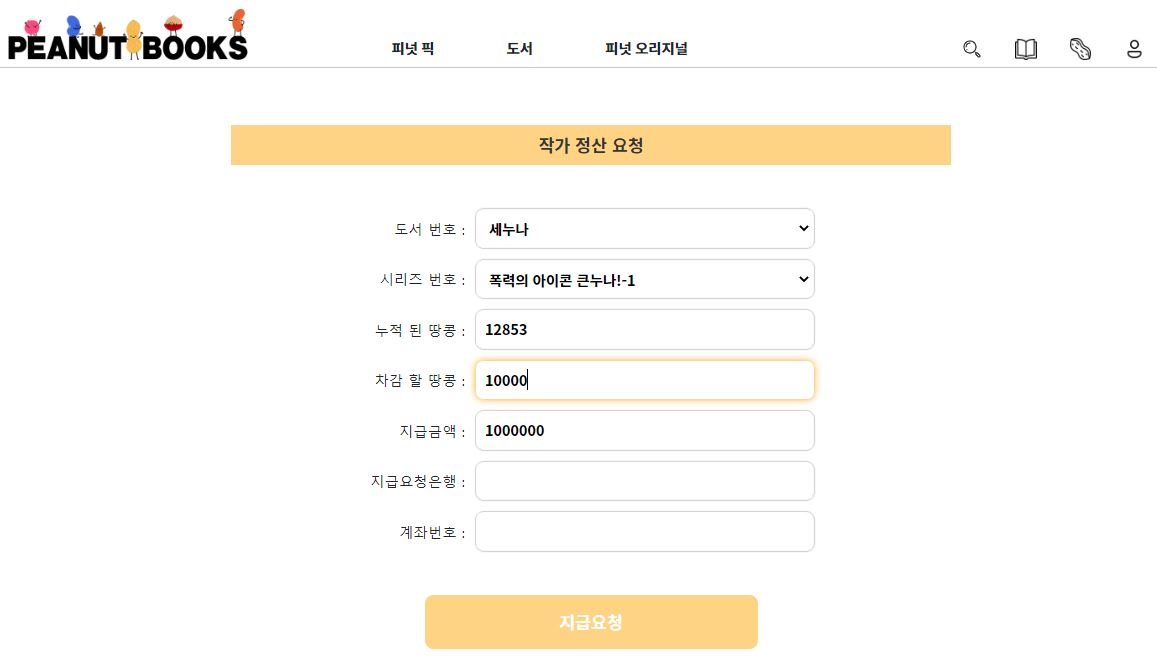 PEANUT BOOKS
피넛 픽 도서 피넛 오리지널
작가 정산 요청
도서 번호 : 세누나
시리즈 번호 : 폭력의 아이콘 큰누나!-1
누적 된 땅콩 : 12853
차감 할 땅콩 : 10000
지급금액 : 1000000
지급요청은행 :
계좌번호 :
지급요청